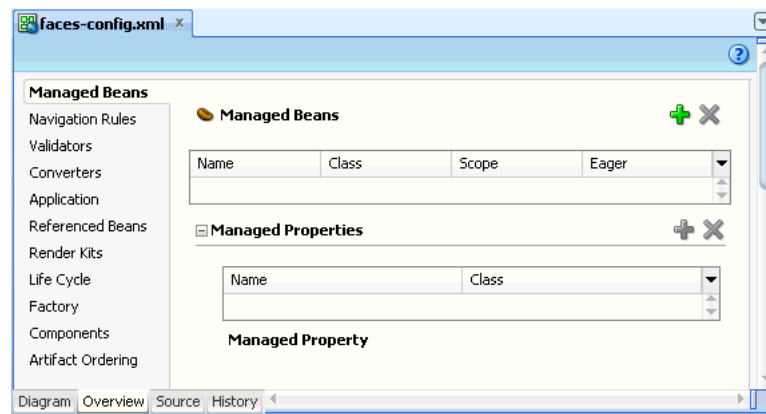 faces-config.xml
Managed Beans
Navigation Rules
Validators
Converters
Application
Referenced Beans
Render Kits
Life Cycle
Factory
Components
Artifact Ordering
Managed Beans
Name Class Scope Eager
Managed Properties
Name Class
Managed Property
Diagram Overview Source History